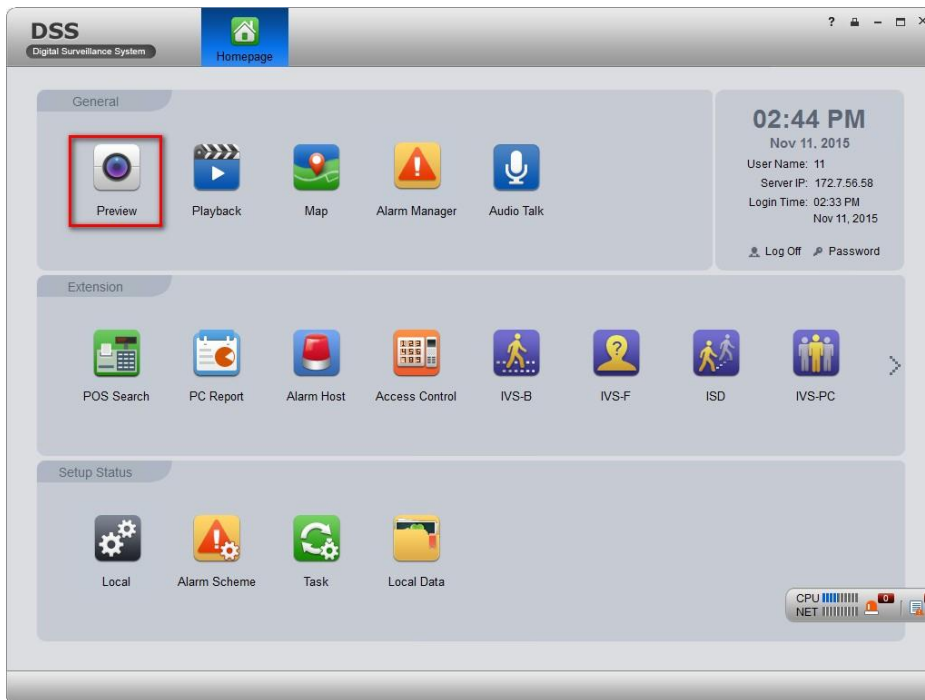 DSS
Digital Surveillance System
Homepage
?
General
Preview
Playback
Map
Alarm Manager
Audio Talk
02:44 PM
Nov 11, 2015
User Name: 11
Server IP: 172.7.56.58
Login Time: 02:33 PM
Nov 11, 2015
Log Off
Password
Extension
POS Search
PC Report
Alarm Host
Access Control
IVS-B
IVS-F
ISD
IVS-PC
Setup Status
Local
Alarm Scheme
Task
Local Data
CPU
0
NET